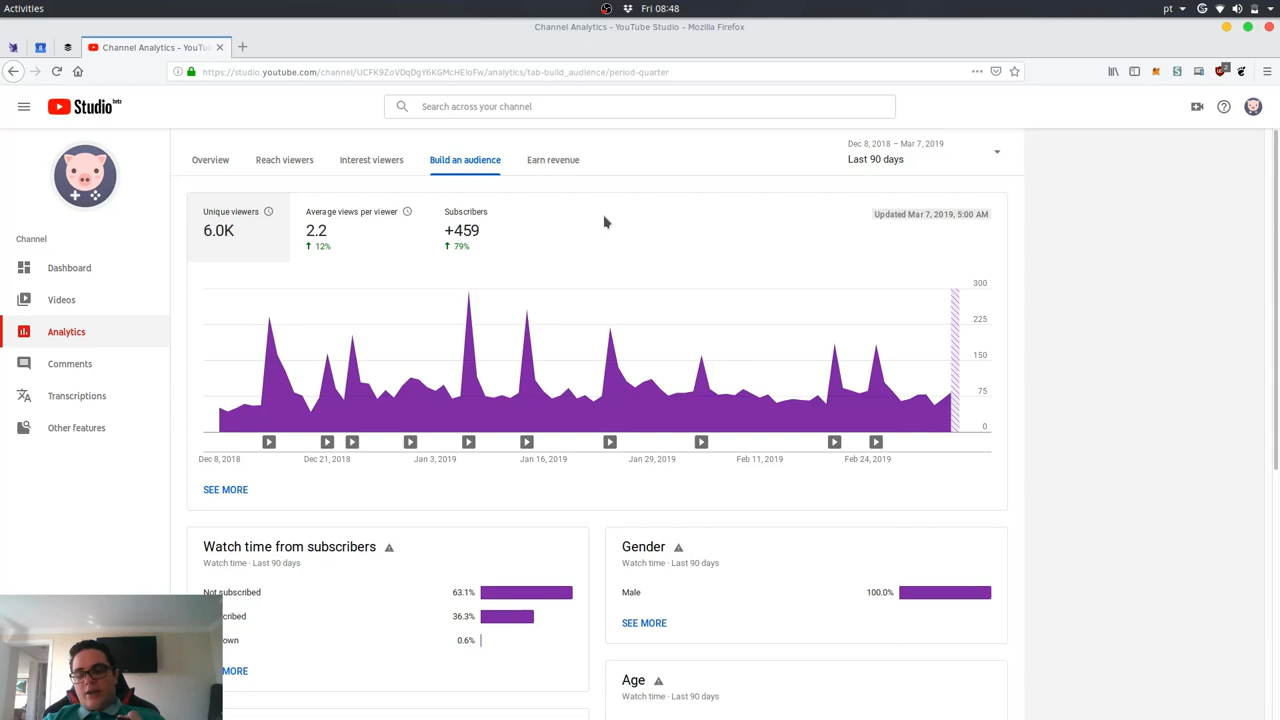 Activities
Fri 08:48
pt
Channel Analytics - YouTube Studio - Mozilla Firefox
Channel Analytics - YouTu
https://studio.youtube.com/channel/UCFK9ZoVDqDgY6KGMcHEIoFw/analytics/tab-build_audience/period-quarter
2
Studio beta
Search across your channel
Overview
Reach viewers
Interest viewers
Build an audience
Earn revenue
Dec 8, 2018 – Mar 7, 2019
Last 90 days
Channel
Dashboard
Videos
Analytics
Comments
Transcriptions
Other features
Unique viewers
6.0K
Average views per viewer
2.2
12%
Subscribers
+459
79%
Updated Mar 7, 2019, 5:00 AM
300
225
150
75
0
Dec 8, 2018
Dec 21, 2018
Jan 3, 2019
Jan 16, 2019
Jan 29, 2019
Feb 11, 2019
Feb 24, 2019
SEE MORE
Watch time from subscribers
Watch time · Last 90 days
Not subscribed 63.1%
cribed 36.3%
own 0.6%
MORE
Gender
Watch time · Last 90 days
Male 100.0%
SEE MORE
Age
Watch time · Last 90 days